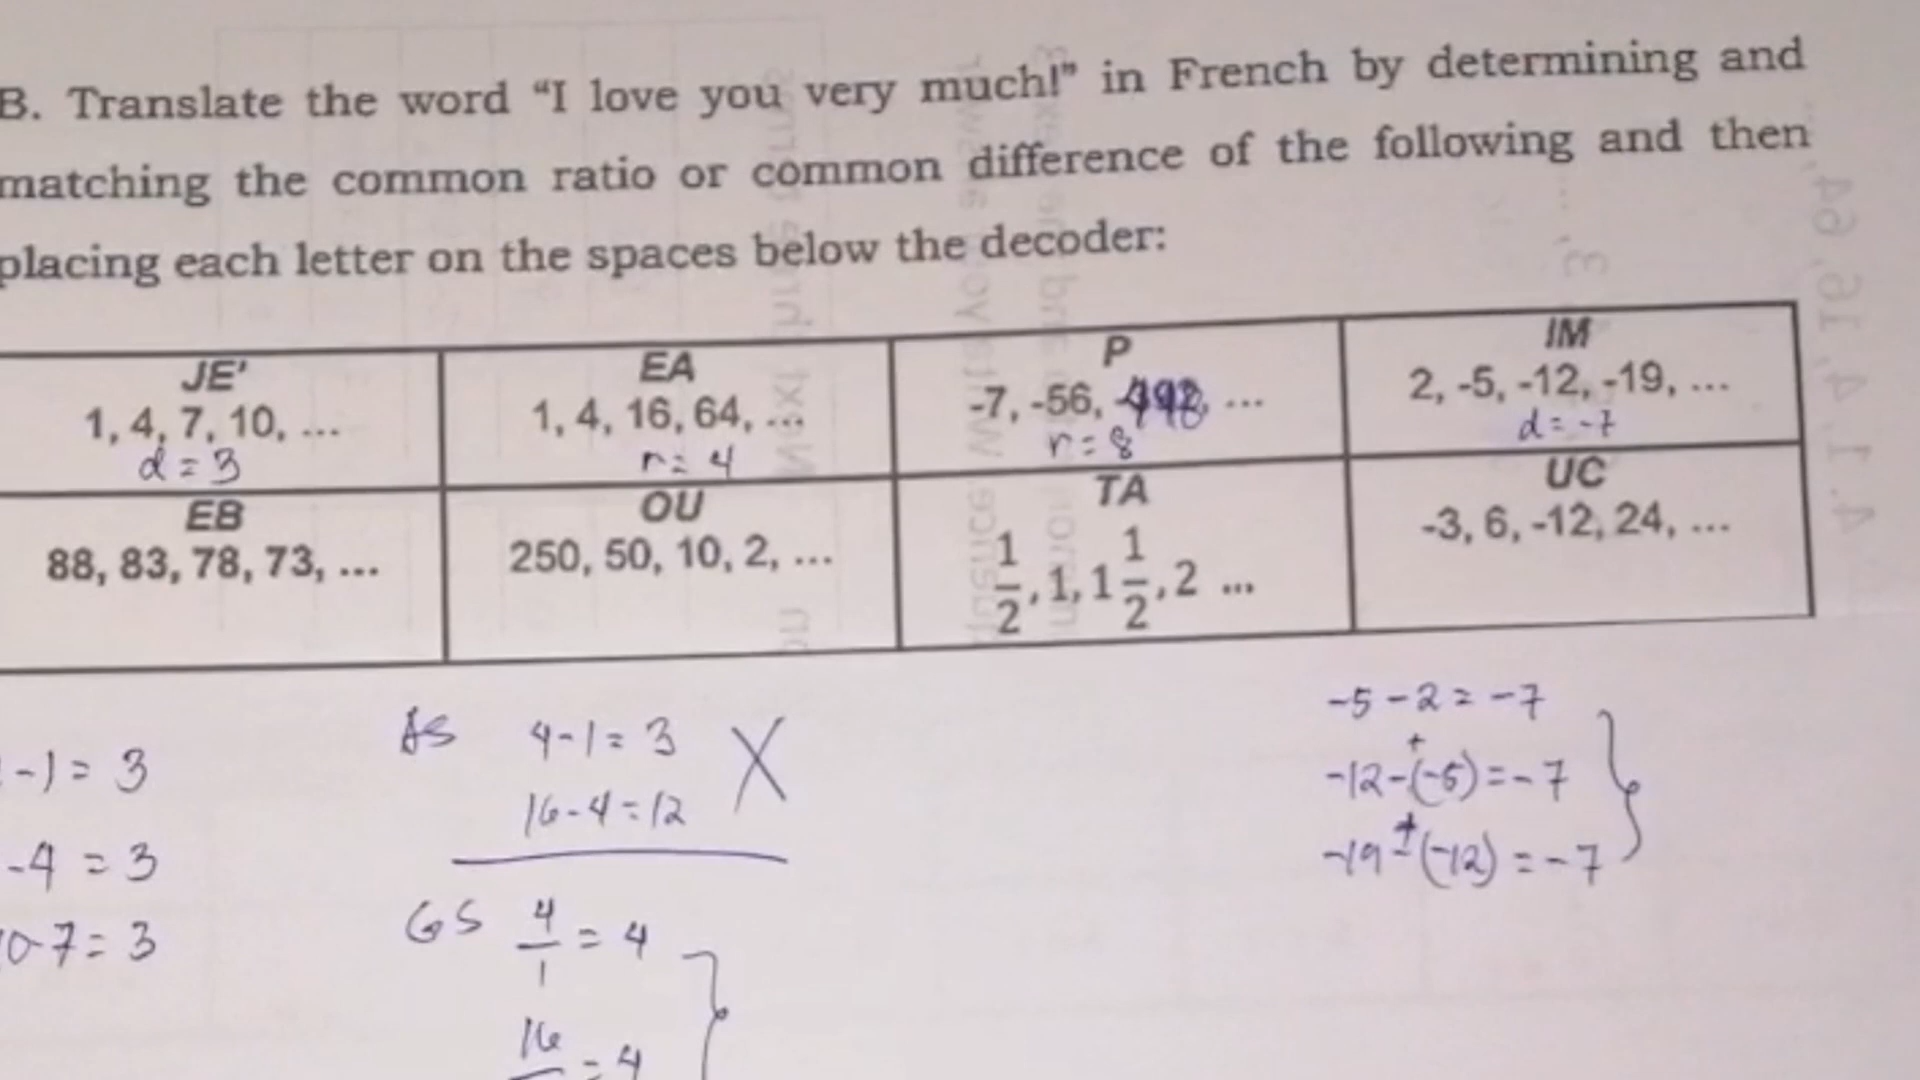 B. Translate the word “I love you very much!” in French by determining and
matching the common ratio or common difference of the following and then
placing each letter on the spaces below the decoder:
JE'
1, 4, 7, 10, ...
d = 3
EA
1, 4, 16, 64, ...
r = 4
P
-7, -56, ...
r = 8
IM
2, -5, -12, -19, ...
d = -7
EB
88, 83, 78, 73, ...
OU
250, 50, 10, 2, ...
TA
1/2, 1, 1 1/2, 2 ...
UC
-3, 6, -12, 24, ...
-1 = 3
-4 = 3
10-7 = 3
AS 4-1 = 3 X
16-4 = 12
GS 4/1 = 4
16
= 4
-5 - 2 = -7
-12 - + (-5) = -7
-19 - + (-12) = -7